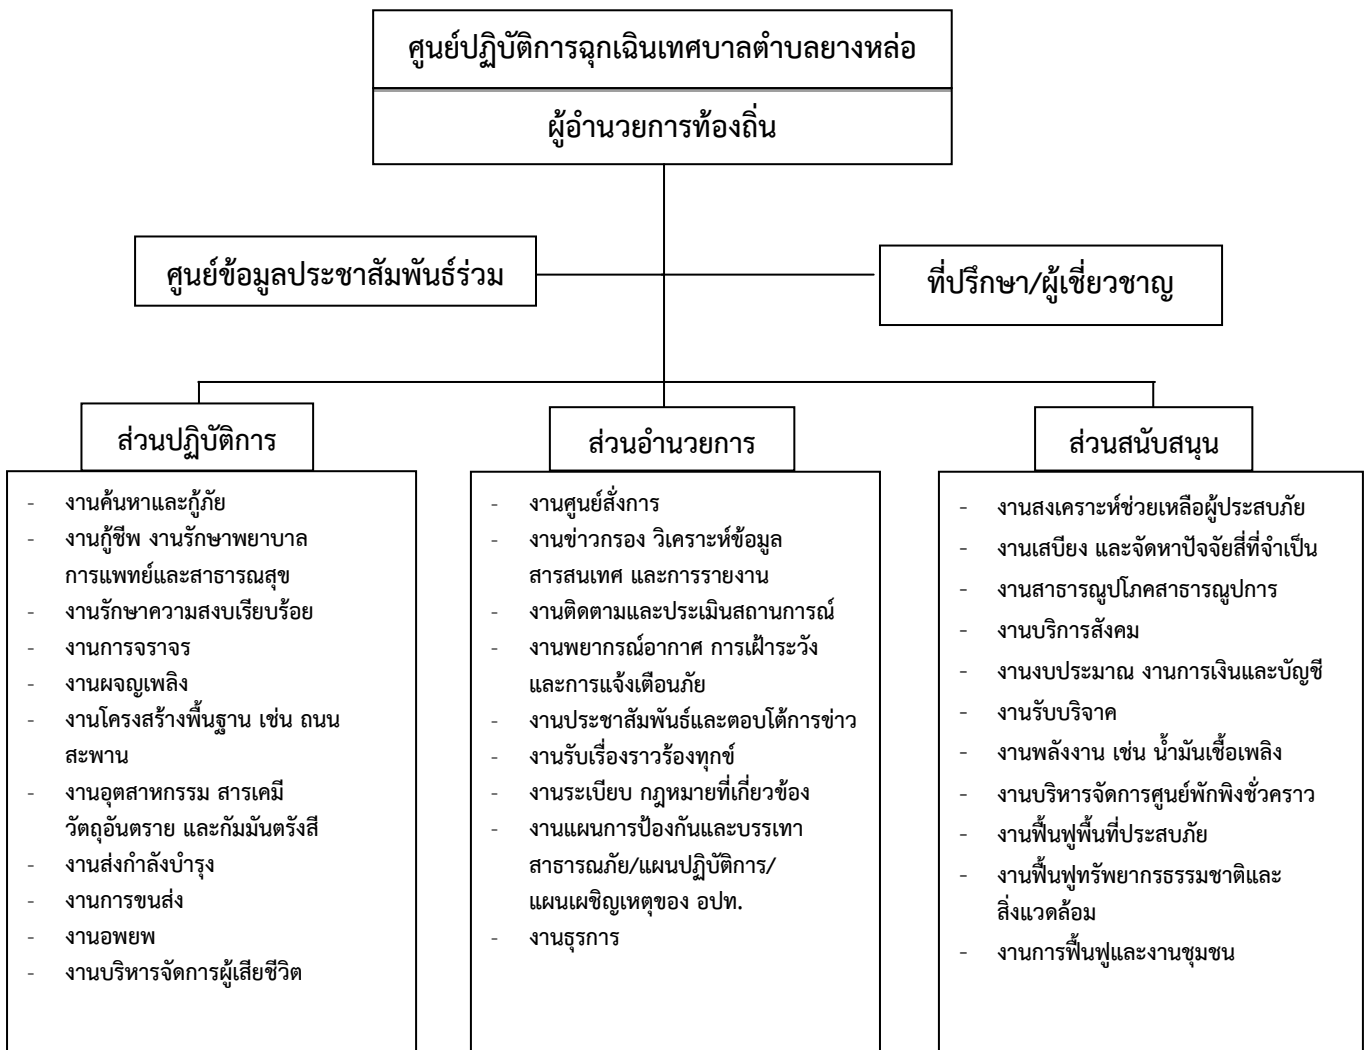 ศูนย์ปฏิบัติการฉุกเฉินเทศบาลตำบลยางหล่อ
ผู้อำนวยการท้องถิ่น
ศูนย์ข้อมูลประชาสัมพันธ์ร่วม
ที่ปรึกษา/ผู้เชี่ยวชาญ
ส่วนปฏิบัติการ
- งานค้นหาและกู้ภัย
- งานกู้ชีพ งานรักษาพยาบาล
การแพทย์และสาธารณสุข
- งานรักษาความสงบเรียบร้อย
- งานการจราจร
- งานผจญเพลิง
- งานโครงสร้างพื้นฐาน เช่น ถนน
สะพาน
- งานอุตสาหกรรม สารเคมี
วัตถุอันตราย และกัมมันตรังสี
- งานส่งกำลังบำรุง
- งานการขนส่ง
- งานอพยพ
- งานบริหารจัดการผู้เสียชีวิต
ส่วนอำนวยการ
- งานศูนย์สั่งการ
- งานข่าวกรอง วิเคราะห์ข้อมูล
สารสนเทศ และการรายงาน
- งานติดตามและประเมินสถานการณ์
- งานพยากรณ์อากาศ การเฝ้าระวัง
และการแจ้งเตือนภัย
- งานประชาสัมพันธ์และตอบโต้การข่าว
- งานรับเรื่องราวร้องทุกข์
- งานระเบียบ กฎหมายที่เกี่ยวข้อง
- งานแผนการป้องกันและบรรเทา
สาธารณภัย/แผนปฏิบัติการ/
แผนเผชิญเหตุของ อปท.
- งานธุรการ
ส่วนสนับสนุน
- งานสงเคราะห์ช่วยเหลือผู้ประสบภัย
- งานเสบียง และจัดหาปัจจัยสี่ที่จำเป็น
- งานสาธารณูปโภคสาธารณูปการ
- งานบริการสังคม
- งานงบประมาณ งานการเงินและบัญชี
- งานรับบริจาค
- งานพลังงาน เช่น น้ำมันเชื้อเพลิง
- งานบริหารจัดการศูนย์พักพิงชั่วคราว
- งานฟื้นฟูพื้นที่ประสบภัย
- งานฟื้นฟูทรัพยากรธรรมชาติและ
สิ่งแวดล้อม
- งานการฟื้นฟูและงานชุมชน